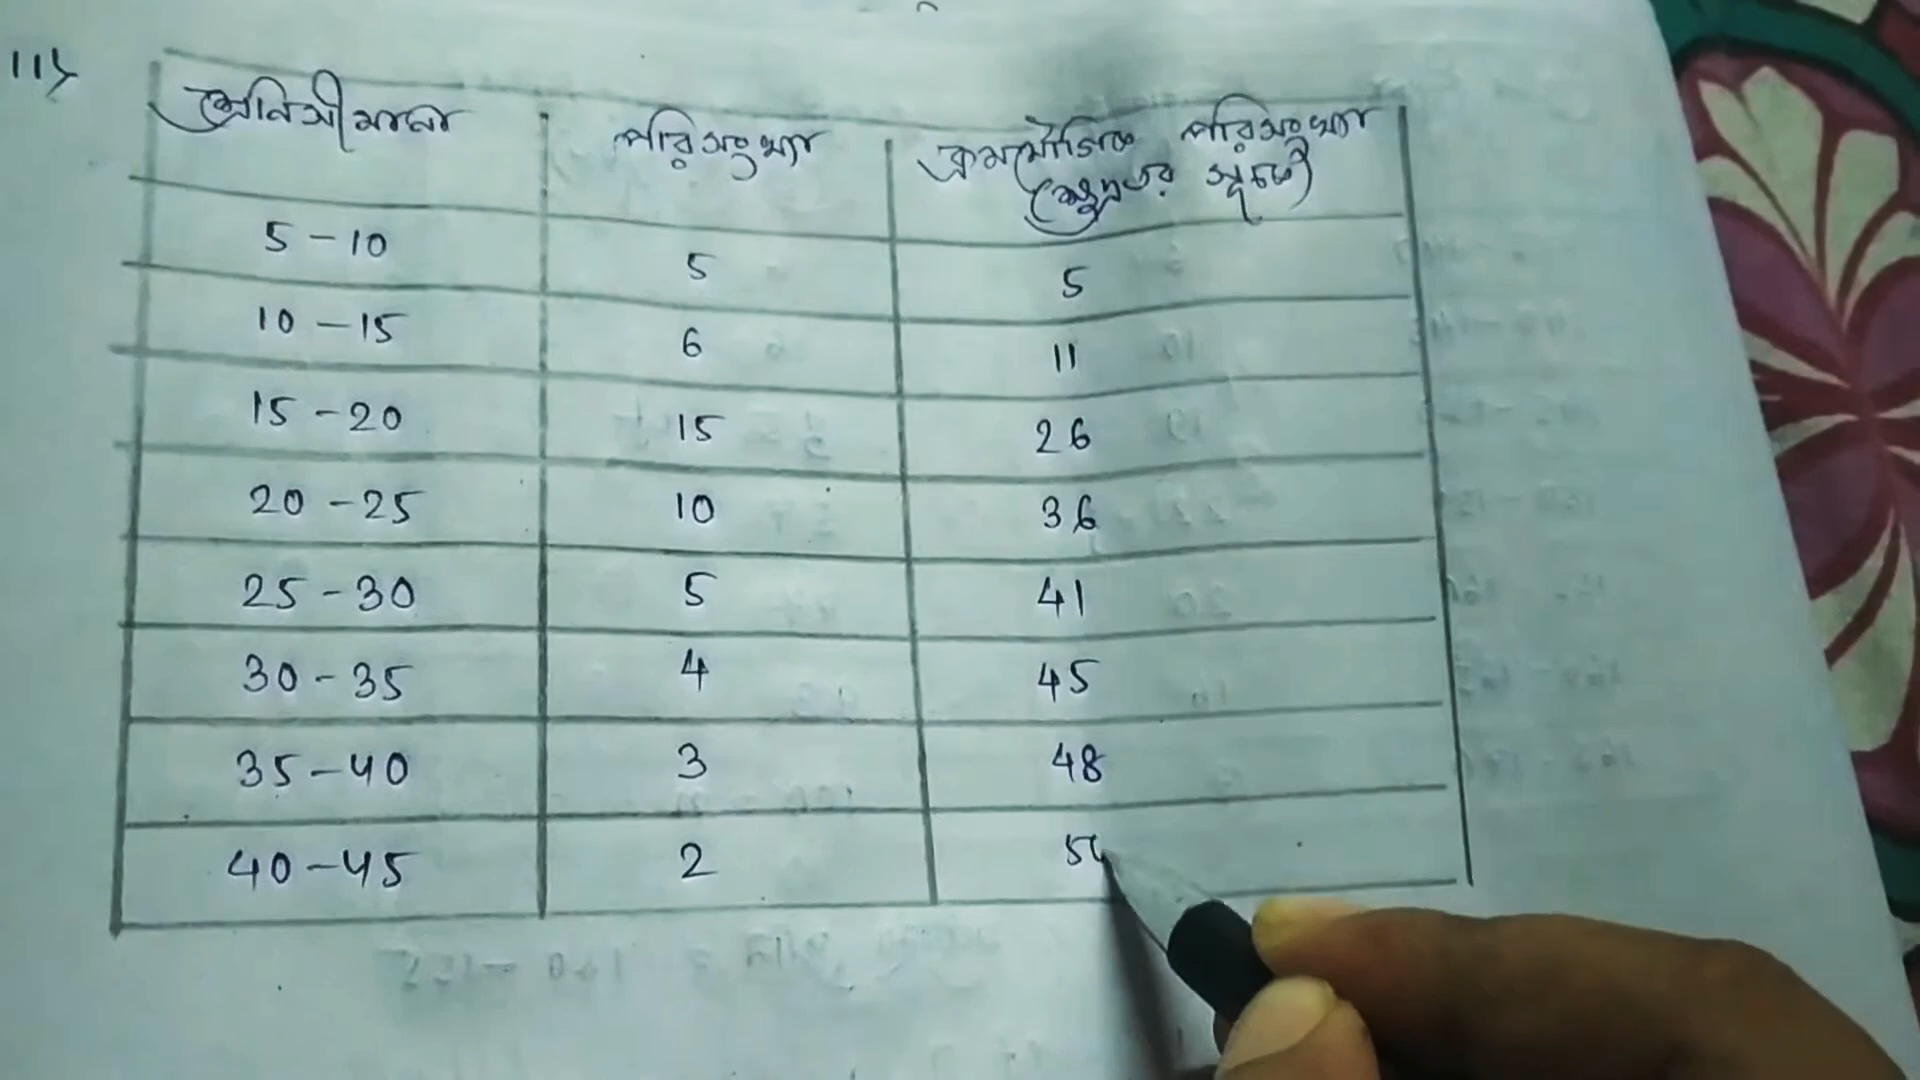 11>
শ্রেনিসীমানা পরিসংখ্যা ক্রমযৌগিক পরিসংখ্যা
(ক্ষুদ্রতর সূচক)
5-10 5 5
10-15 6 11
15-20 15 26
20-25 10 36
25-30 5 41
30-35 4 45
35-40 3 48
40-45 2